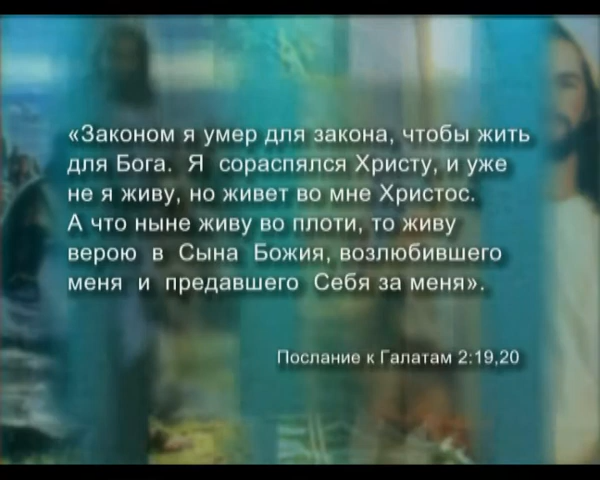 «Законом я умер для закона, чтобы жить
для Бога. Я сораспялся Христу, и уже
не я живу, но живет во мне Христос.
А что ныне живу во плоти, то живу
верою в Сына Божия, возлюбившего
меня и предавшего Себя за меня».
Послание к Галатам 2:19,20